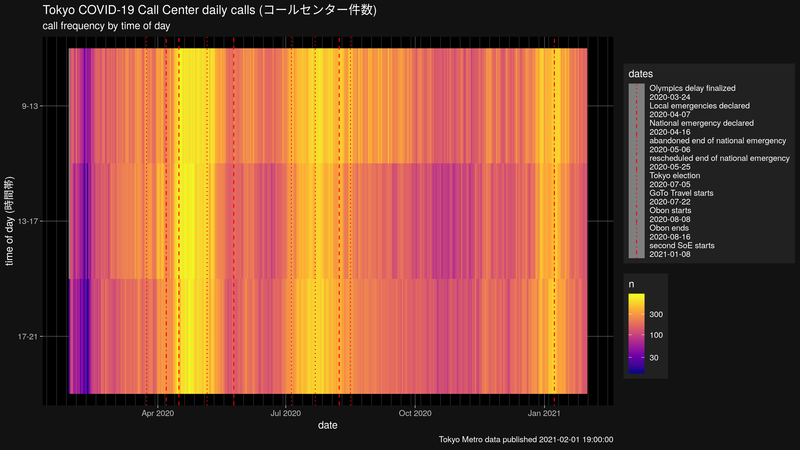 Tokyo COVID-19 Call Center daily calls (コールセンター件数)
call frequency by time of day
time of day (時間帯)
9-13
13-17
17-21
Apr 2020
Jul 2020
Oct 2020
Jan 2021
date
dates
Olympics delay finalized
2020-03-24
Local emergencies declared
2020-04-07
National emergency declared
2020-04-16
abandoned end of national emergency
2020-05-06
rescheduled end of national emergency
2020-05-25
Tokyo election
2020-07-05
GoTo Travel starts
2020-07-22
Obon starts
2020-08-08
Obon ends
2020-08-16
second SoE starts
2021-01-08
n
300
100
30
Tokyo Metro data published 2021-02-01 19:00:00